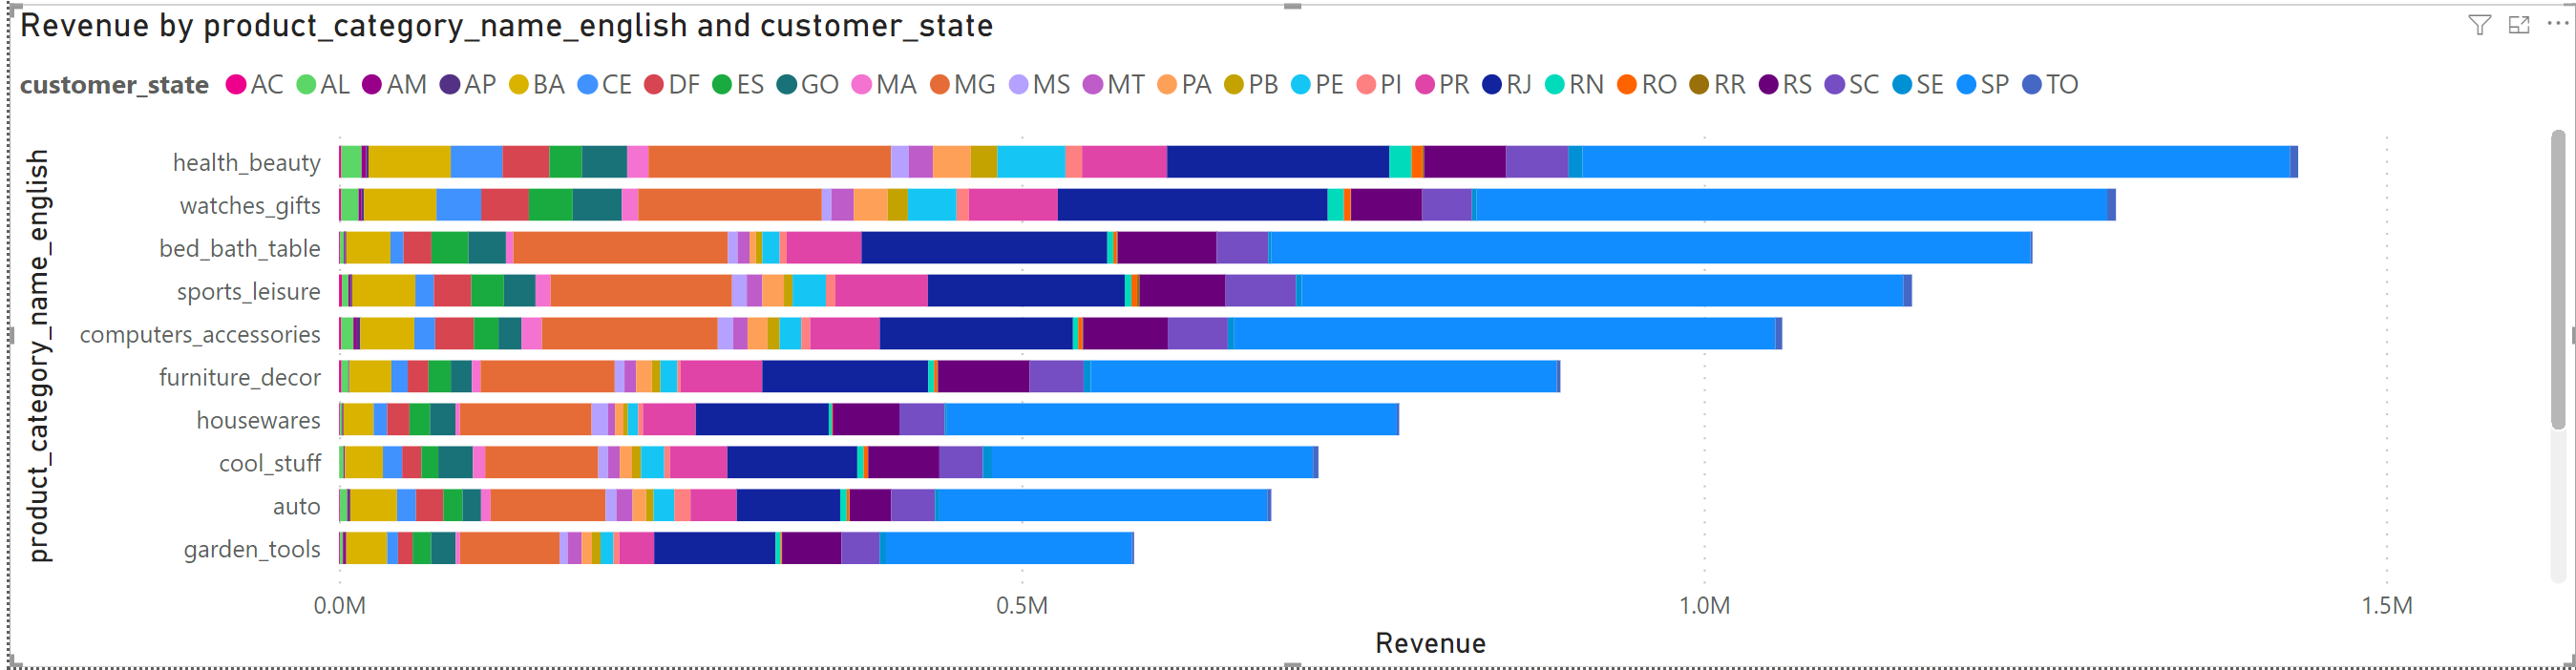 Revenue by product_category_name_english and customer_state
customer_state AC AL AM AP BA CE DF ES GO MA MG MS MT PA PB PE PI PR RJ RN RO RR RS SC SE SP TO
product_category_name_english
health_beauty
watches_gifts
bed_bath_table
sports_leisure
computers_accessories
furniture_decor
housewares
cool_stuff
auto
garden_tools
0.0M 0.5M 1.0M 1.5M
Revenue